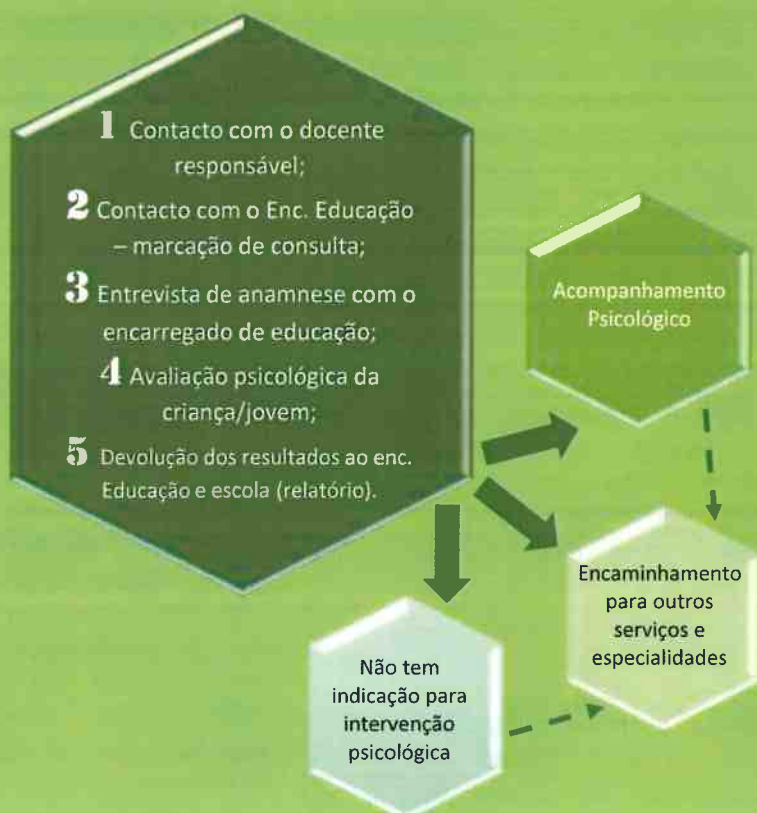 1 Contacto com o docente
responsável;
2 Contacto com o Enc. Educação
– marcação de consulta;
3 Entrevista de anamnese com o
encarregado de educação;
4 Avaliação psicológica da
criança/jovem;
5 Devolução dos resultados ao enc.
Educação e escola (relatório).
Acompanhamento
Psicológico
Encaminhamento
para outros
serviços e
especialidades
Não tem
indicação para
intervenção
psicológica